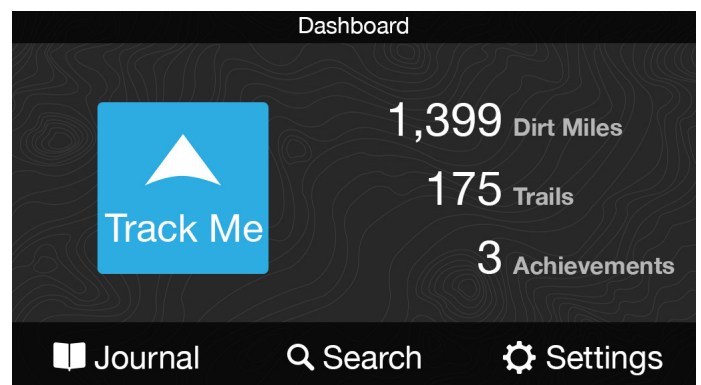 Dashboard
Track Me
1,399 Dirt Miles
175 Trails
3 Achievements
Journal
Search
Settings